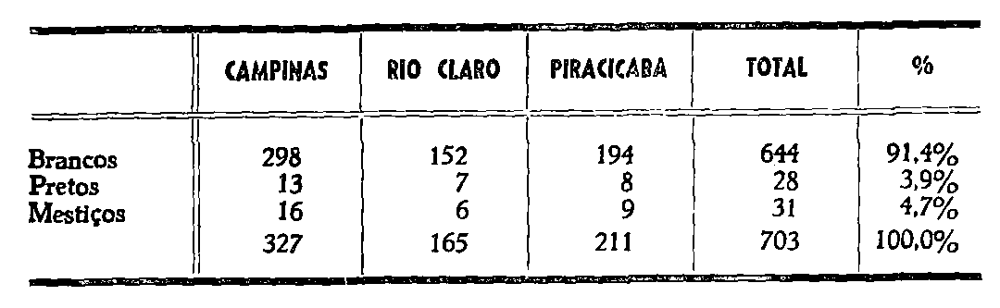 CAMPINAS RIO CLARO PIRACICABA TOTAL %
Brancos 298 152 194 644 91,4%
Pretos 13 7 8 28 3,9%
Mestiços 16 6 9 31 4,7%
327 165 211 703 100,0%